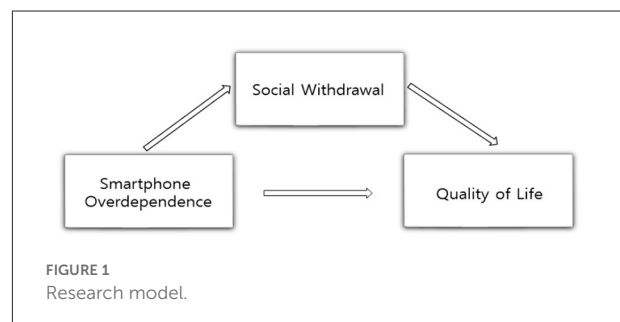 Social Withdrawal
Smartphone
Overdependence
Quality of Life
FIGURE 1
Research model.